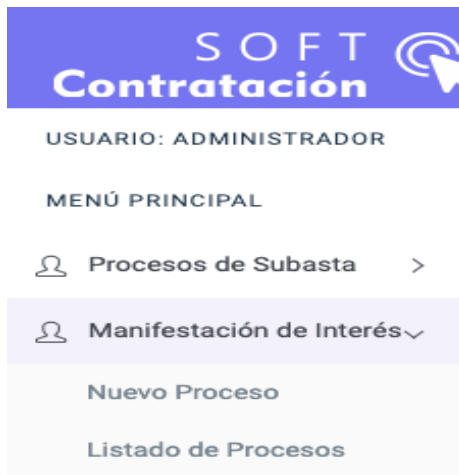 SOFT
Contratación
USUARIO: ADMINISTRADOR
MENÚ PRINCIPAL
Procesos de Subasta
Manifestación de Interés
Nuevo Proceso
Listado de Procesos